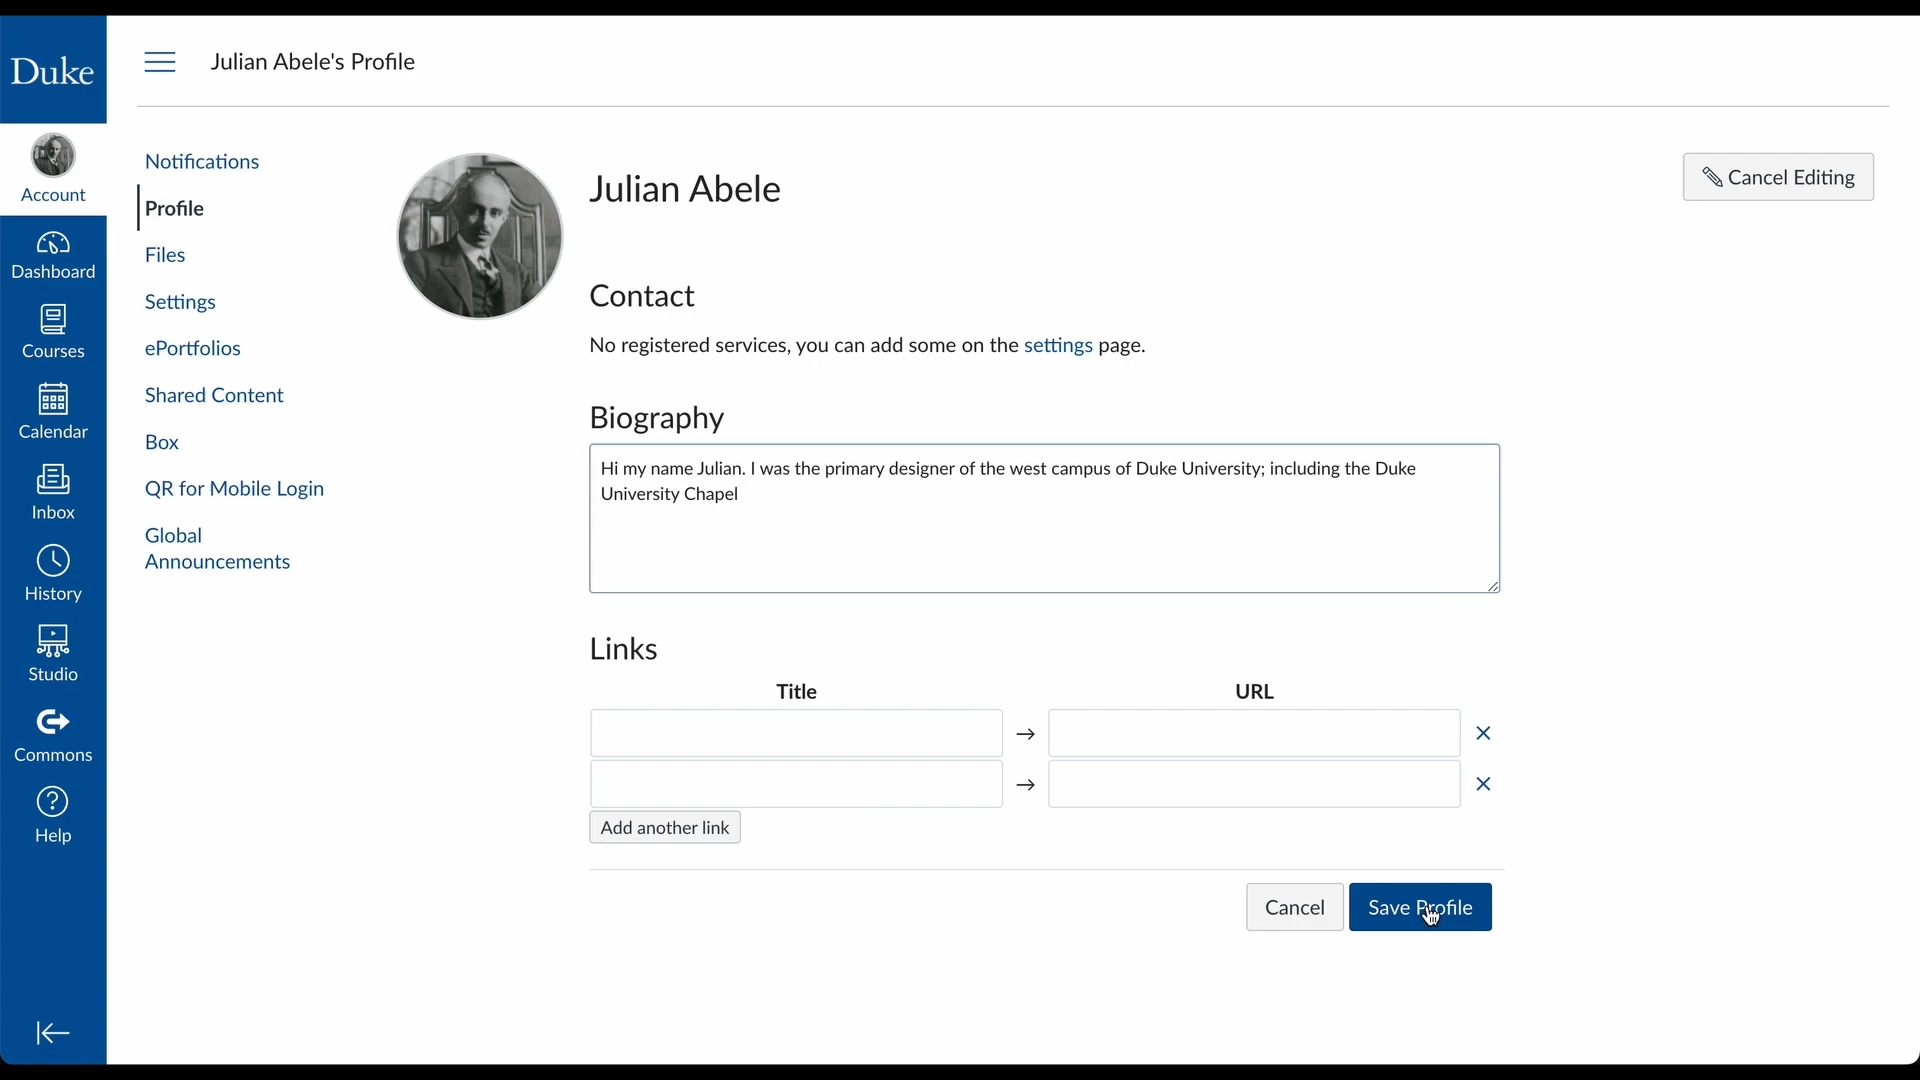 Duke
Julian Abele's Profile
Account
Dashboard
Courses
Calendar
Inbox
History
Studio
Commons
Help
Notifications
Profile
Files
Settings
ePortfolios
Shared Content
Box
QR for Mobile Login
Global
Announcements
Julian Abele
Cancel Editing
Contact
No registered services, you can add some on the settings page.
Biography
Hi my name Julian. I was the primary designer of the west campus of Duke University; including the Duke
University Chapel
Links
Title URL
Add another link
Cancel Save Profile